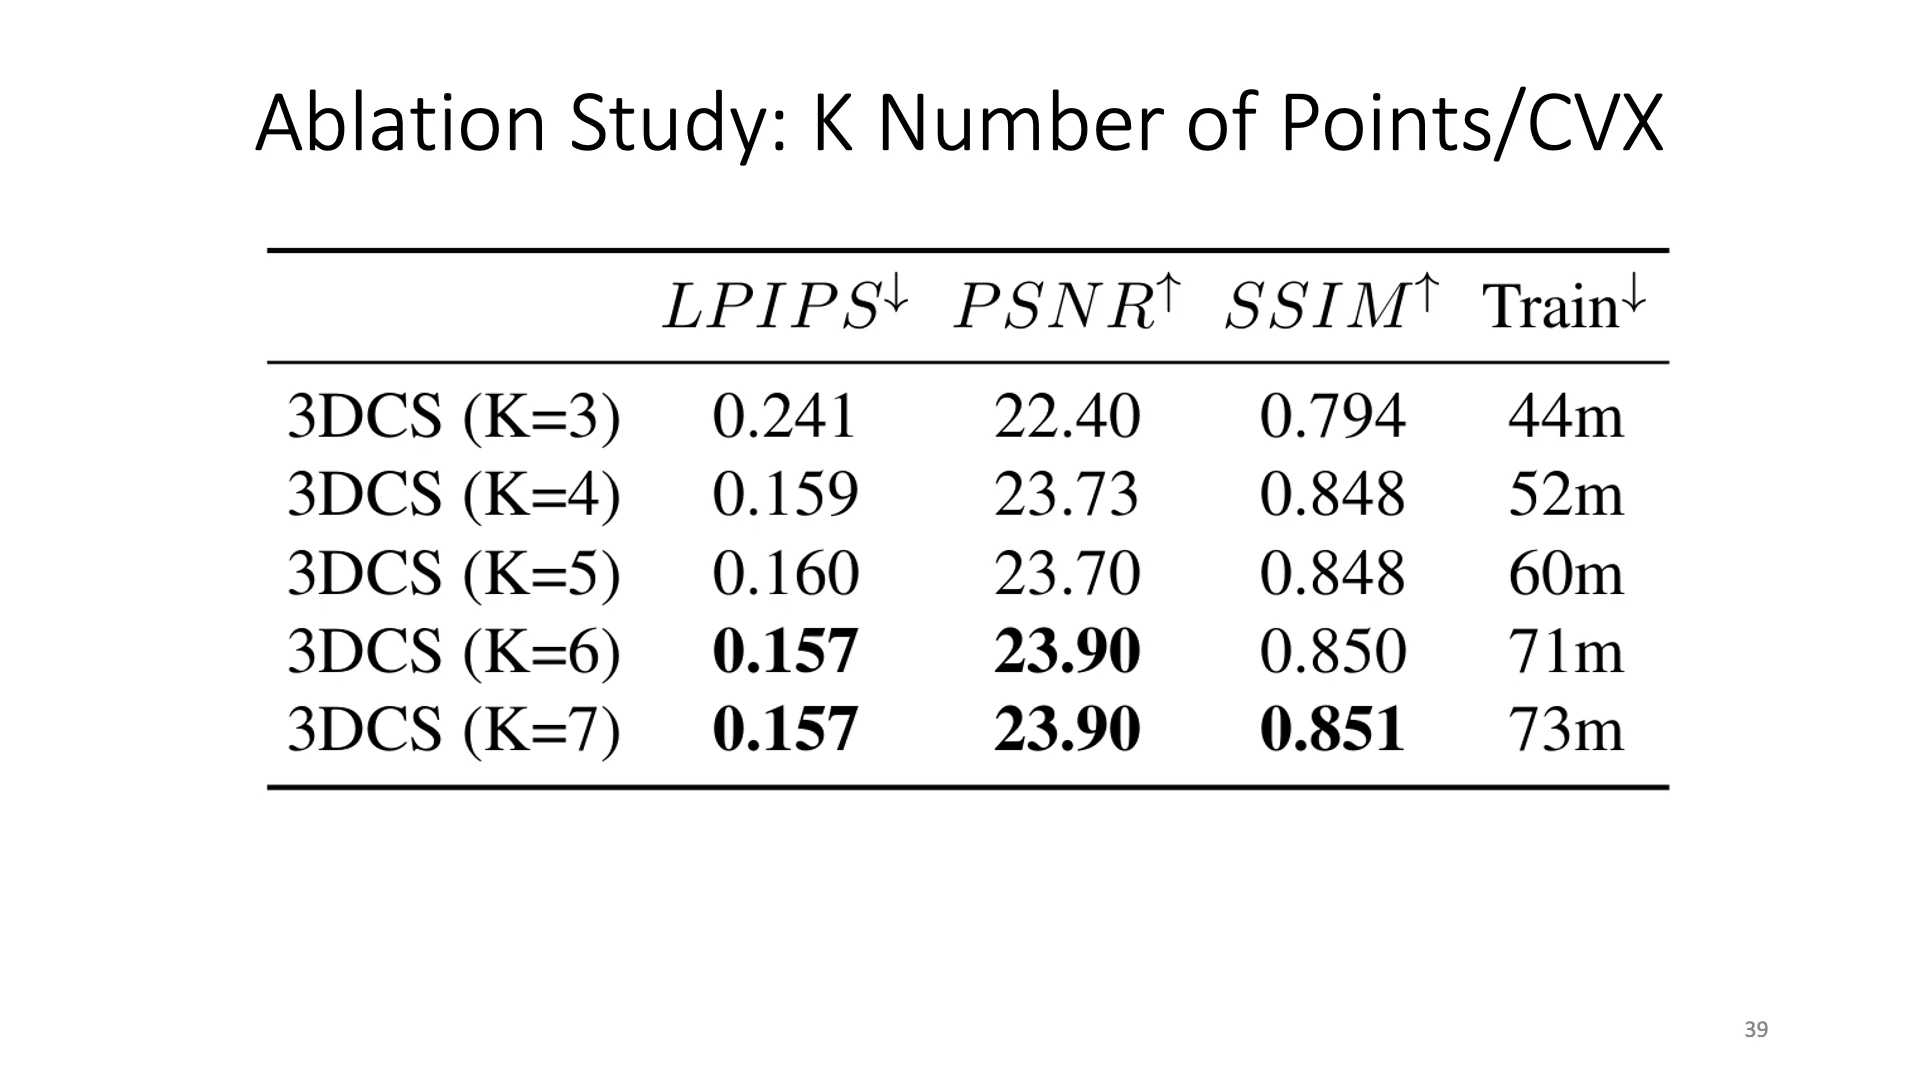 Ablation Study: K Number of Points/CVX
LPIPS↓ PSNR↑ SSIM↑ Train↓
3DCS (K=3) 0.241 22.40 0.794 44m
3DCS (K=4) 0.159 23.73 0.848 52m
3DCS (K=5) 0.160 23.70 0.848 60m
3DCS (K=6) 0.157 23.90 0.850 71m
3DCS (K=7) 0.157 23.90 0.851 73m
39